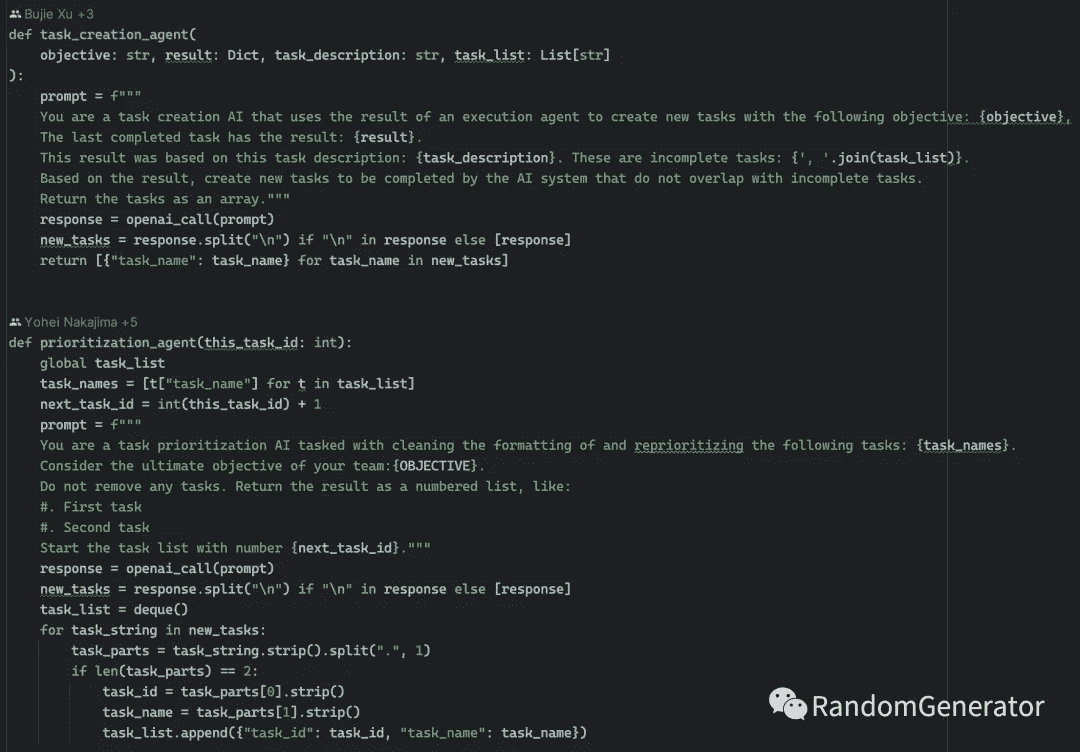 Bujie Xu +3
def task_creation_agent(
    objective: str, result: Dict, task_description: str, task_list: List[str]
):
    prompt = f"""
    You are a task creation AI that uses the result of an execution agent to create new tasks with the following objective: {objective},
    The last completed task has the result: {result}.
    This result was based on this task description: {task_description}. These are incomplete tasks: {', '.join(task_list)}.
    Based on the result, create new tasks to be completed by the AI system that do not overlap with incomplete tasks.
    Return the tasks as an array."""
    response = openai_call(prompt)
    new_tasks = response.split("\n") if "\n" in response else [response]
    return [{"task_name": task_name} for task_name in new_tasks]
Yohei Nakajima +5
def prioritization_agent(this_task_id: int):
    global task_list
    task_names = [t["task_name"] for t in task_list]
    next_task_id = int(this_task_id) + 1
    prompt = f"""
    You are a task prioritization AI tasked with cleaning the formatting of and reprioritizing the following tasks: {task_names}.
    Consider the ultimate objective of your team:{OBJECTIVE}.
    Do not remove any tasks. Return the result as a numbered list, like:
    #. First task
    #. Second task
    Start the task list with number {next_task_id}."""
    response = openai_call(prompt)
    new_tasks = response.split("\n") if "\n" in response else [response]
    task_list = deque()
    for task_string in new_tasks:
        task_parts = task_string.strip().split(".", 1)
        if len(task_parts) == 2:
            task_id = task_parts[0].strip()
            task_name = task_parts[1].strip()
            task_list.append({"task_id": task_id, "task_name": task_name})
RandomGenerator